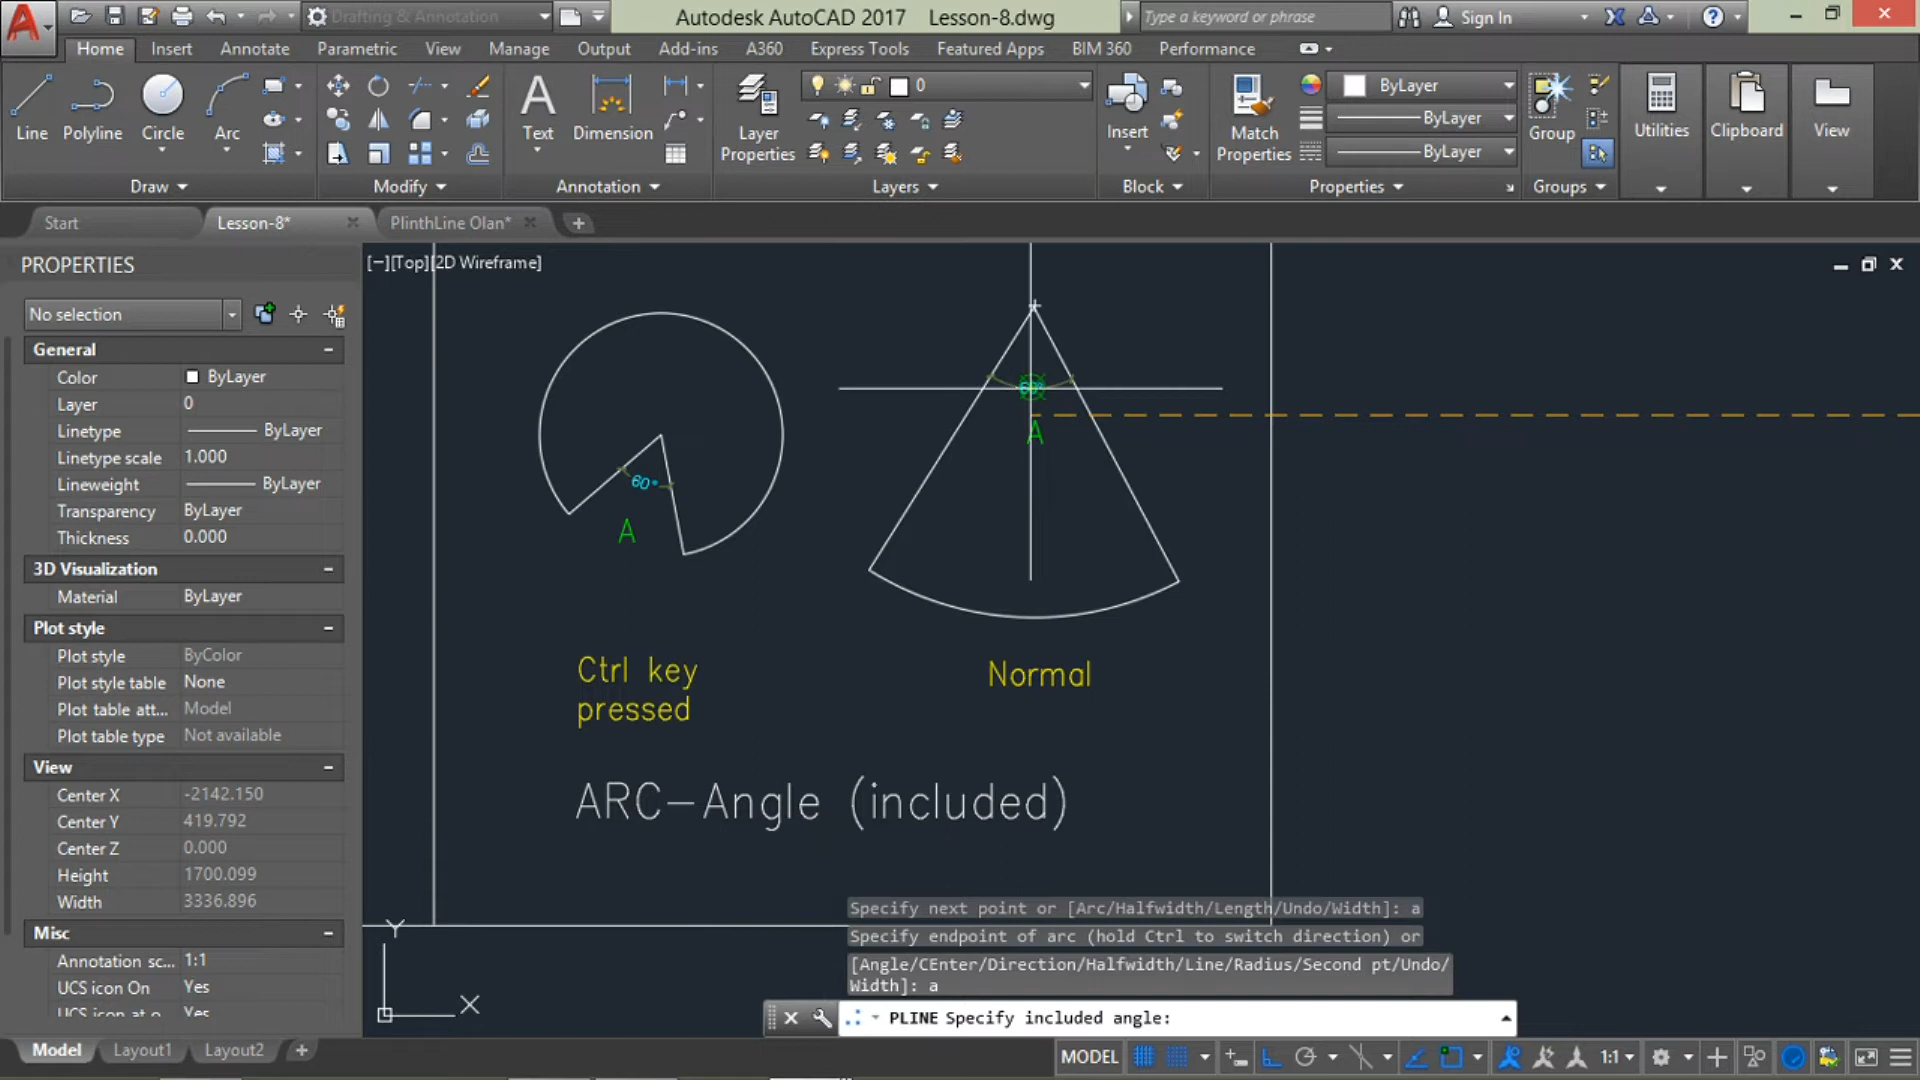 Drafting & Annotation
Autodesk AutoCAD 2017 Lesson-8.dwg
Type a keyword or phrase
Sign In
Home Insert Annotate Parametric View Manage Output Add-ins A360 Express Tools Featured Apps BIM 360 Performance
Line Polyline Circle Arc
Text Dimension
Layer Properties
0
Insert
Match Properties
ByLayer
ByLayer
ByLayer
Group
Utilities Clipboard View
Draw Modify Annotation Layers Block Properties Groups
Start Lesson-8* PlinthLine Olan*
PROPERTIES
No selection
General
Color ByLayer
Layer 0
Linetype ByLayer
Linetype scale 1.000
Lineweight ByLayer
Transparency ByLayer
Thickness 0.000
3D Visualization
Material ByLayer
Plot style
Plot style ByColor
Plot style table None
Plot table att... Model
Plot table type Not available
View
Center X -2142.150
Center Y 419.792
Center Z 0.000
Height 1700.099
Width 3336.896
Misc
Annotation sc... 1:1
UCS icon On Yes
UCS icon at o... Yes
[−][Top][2D Wireframe]
60°
A
60°
A
Ctrl key
pressed
Normal
ARC-Angle (included)
Y
X
Specify next point or [Arc/Halfwidth/Length/Undo/Width]: a
Specify endpoint of arc (hold Ctrl to switch direction) or
[Angle/CEnter/Direction/Halfwidth/Line/Radius/Second pt/Undo/
Width]: a
PLINE Specify included angle:
Model Layout1 Layout2
MODEL
1:1